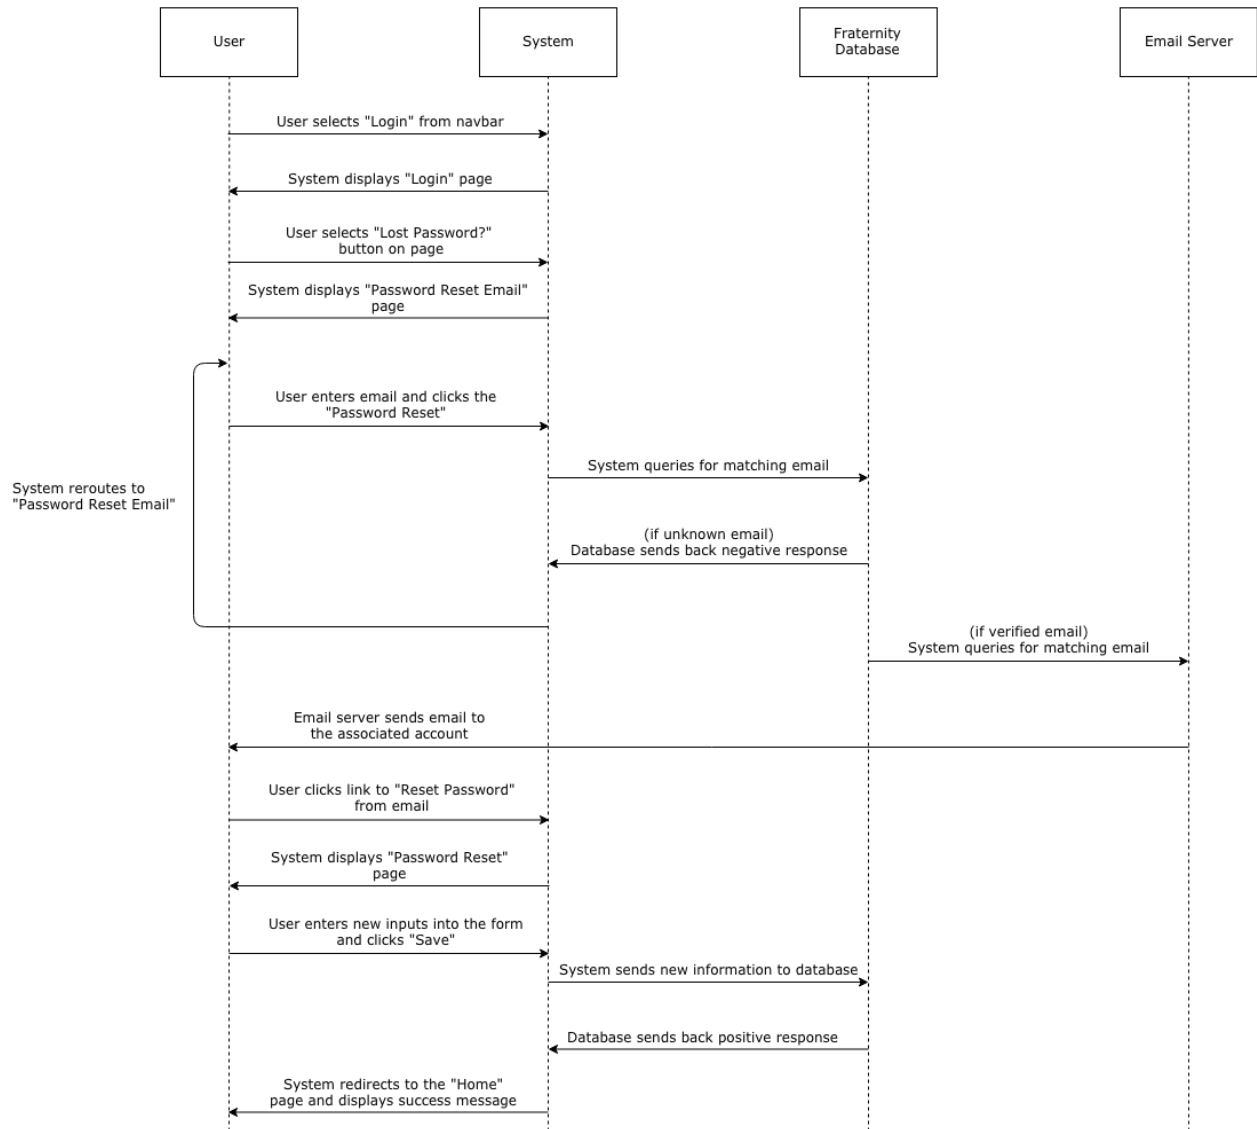 User
System
Fraternity
Database
Email Server
User selects "Login" from navbar
System displays "Login" page
User selects "Lost Password?"
button on page
System displays "Password Reset Email"
page
User enters email and clicks the
"Password Reset"
System queries for matching email
System reroutes to
"Password Reset Email"
(if unknown email)
Database sends back negative response
(if verified email)
System queries for matching email
Email server sends email to
the associated account
User clicks link to "Reset Password"
from email
System displays "Password Reset"
page
User enters new inputs into the form
and clicks "Save"
System sends new information to database
Database sends back positive response
System redirects to the "Home"
page and displays success message